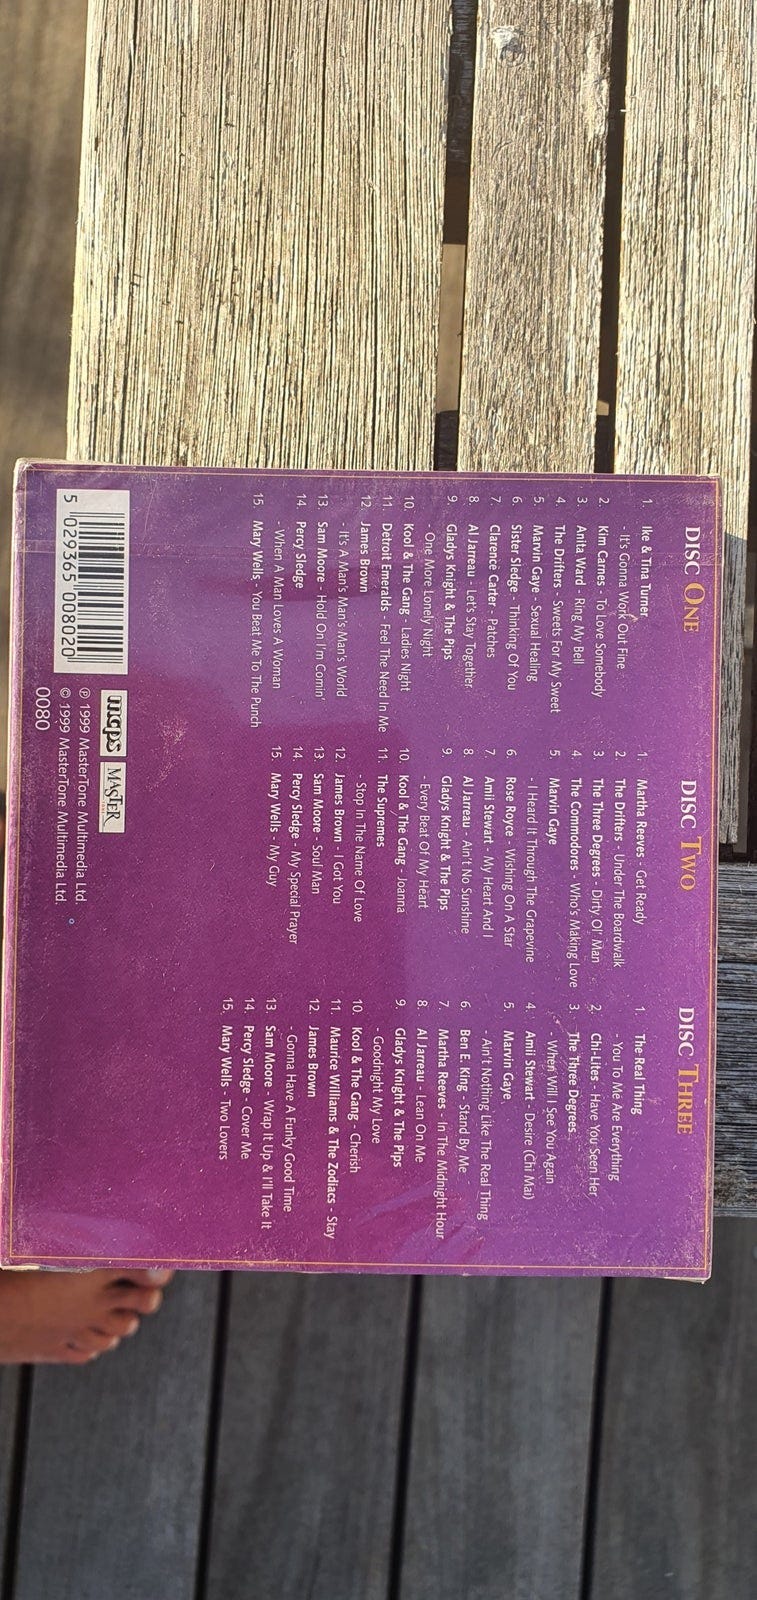 DISC ONE
1. Ike & Tina Turner
- It's Gonna Work Out Fine
2. Kim Carnes - To Love Somebody
3. Anita Ward - Ring My Bell
4. The Drifters - Sweets For My Sweet
5. Marvin Gaye - Sexual Healing
6. Sister Sledge - Thinking Of You
7. Clarence Carter - Patches
8. Al Jarreau - Let's Stay Together
9. Gladys Knight & The Pips
- One More Lonely Night
10. Kool & The Gang - Ladies Night
11. Detroit Emeralds - Feel The Need In Me
12. James Brown
- It's A Man's Man's Man's World
13. Sam Moore - Hold On I'm Comin'
14. Percy Sledge
- When A Man Loves A Woman
15. Mary Wells - You Beat Me To The Punch
DISC TWO
1. Martha Reeves - Get Ready
2. The Drifters - Under The Boardwalk
3. The Three Degrees - Dirty Ol' Man
4. The Commodores - Who's Making Love
5. Marvin Gaye
- I Heard It Through The Grapevine
6. Rose Royce - Wishing On A Star
7. Amii Stewart - My Heart And I
8. Al Jarreau - Ain't No Sunshine
9. Gladys Knight & The Pips
- Every Beat Of My Heart
10. Kool & The Gang - Joanna
11. The Supremes
- Stop In The Name Of Love
12. James Brown - I Got You
13. Sam Moore - Soul Man
14. Percy Sledge - My Special Prayer
15. Mary Wells - My Guy
DISC THREE
1. The Real Thing
- You To Me Are Everything
2. Chi-Lites - Have You Seen Her
3. The Three Degrees
- When Will I See You Again
4. Amii Stewart - Desire (Chi Mai)
5. Marvin Gaye
- Ain't Nothing Like The Real Thing
6. Ben E. King - Stand By Me
7. Martha Reeves - In The Midnight Hour
8. Al Jarreau - Lean On Me
9. Gladys Knight & The Pips
- Goodnight My Love
10. Kool & The Gang - Cherish
11. Maurice Williams & The Zodiacs - Stay
12. James Brown
- Gonna Have A Funky Good Time
13. Sam Moore - Wrap It Up & I'll Take It
14. Percy Sledge - Cover Me
15. Mary Wells - Two Lovers
5 029365 008020
mcps
MASTER
℗ 1999 MasterTone Multimedia Ltd.
© 1999 MasterTone Multimedia Ltd.
0080